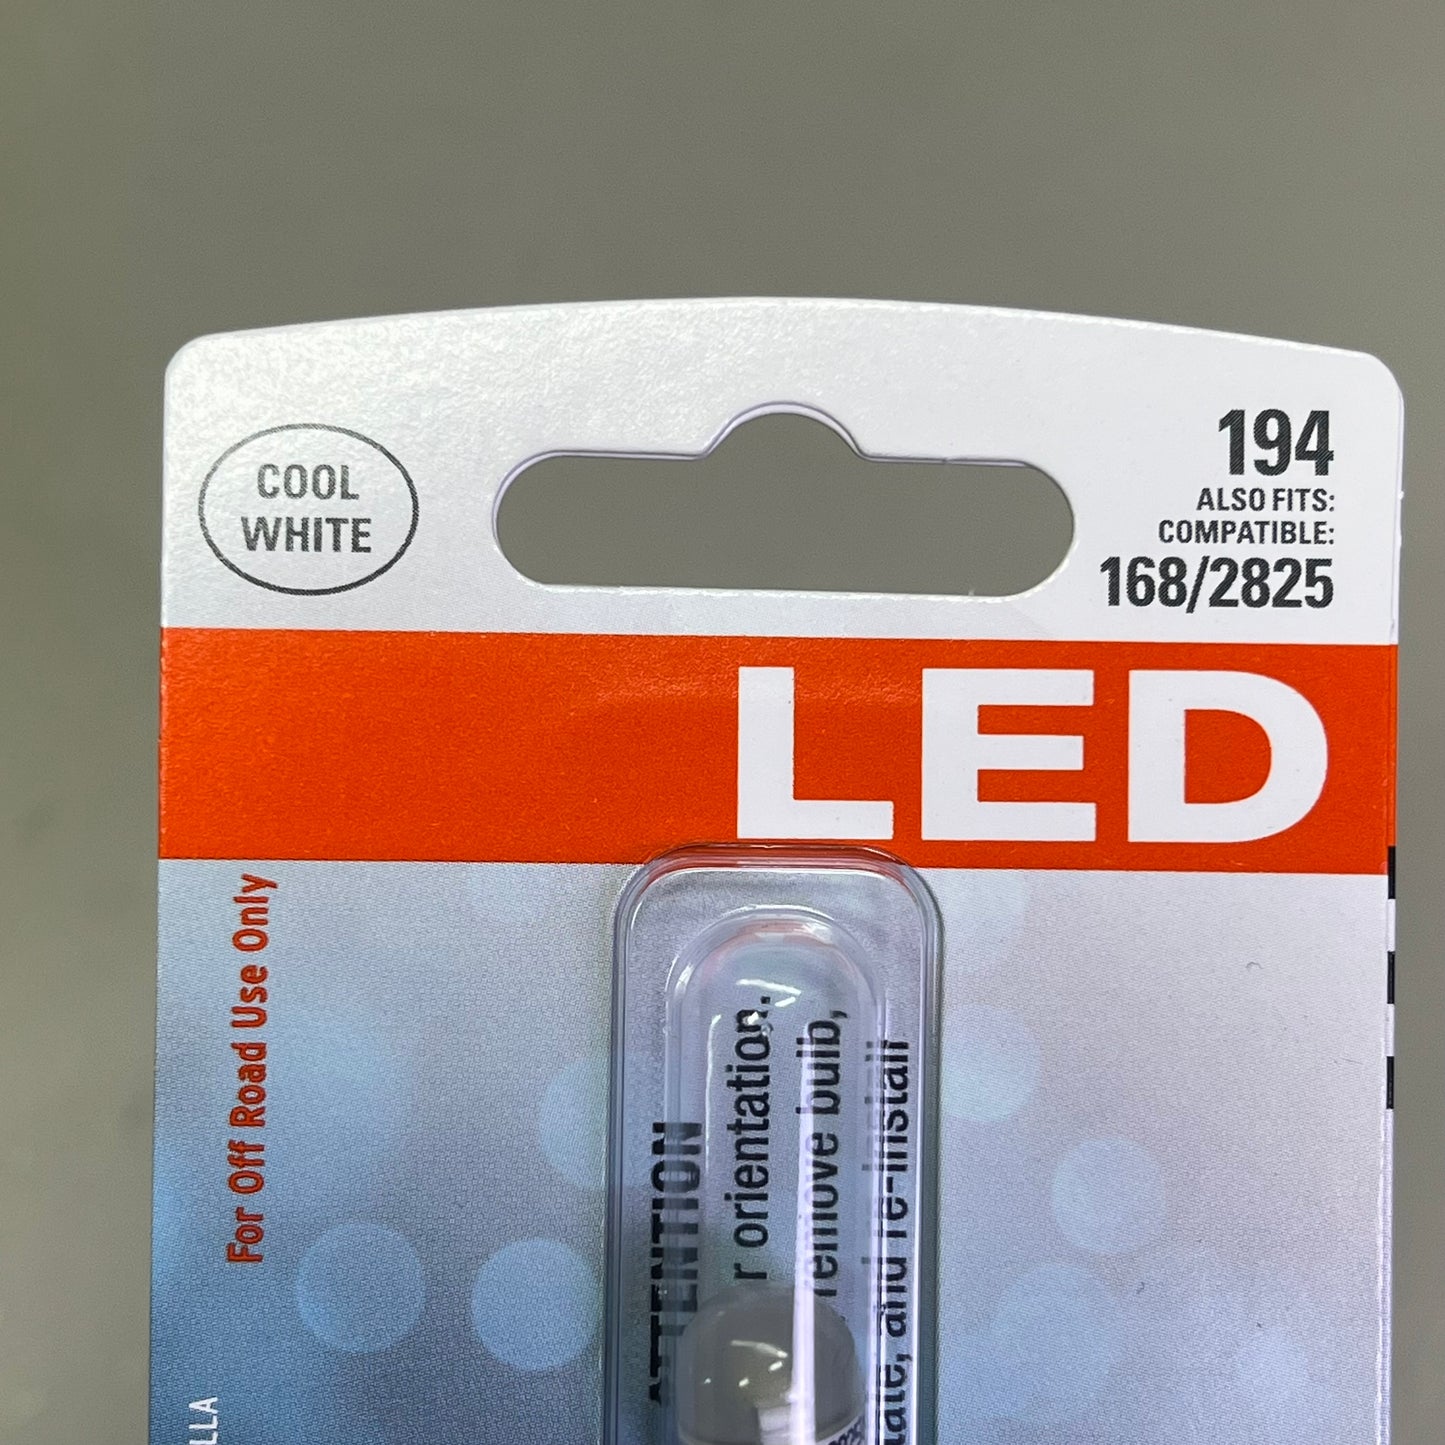 COOL
WHITE
194
ALSO FITS:
COMPATIBLE:
168/2825
LED
For Off Road Use Only
ATTENTION
r orientation.
remove bulb,
and re-install